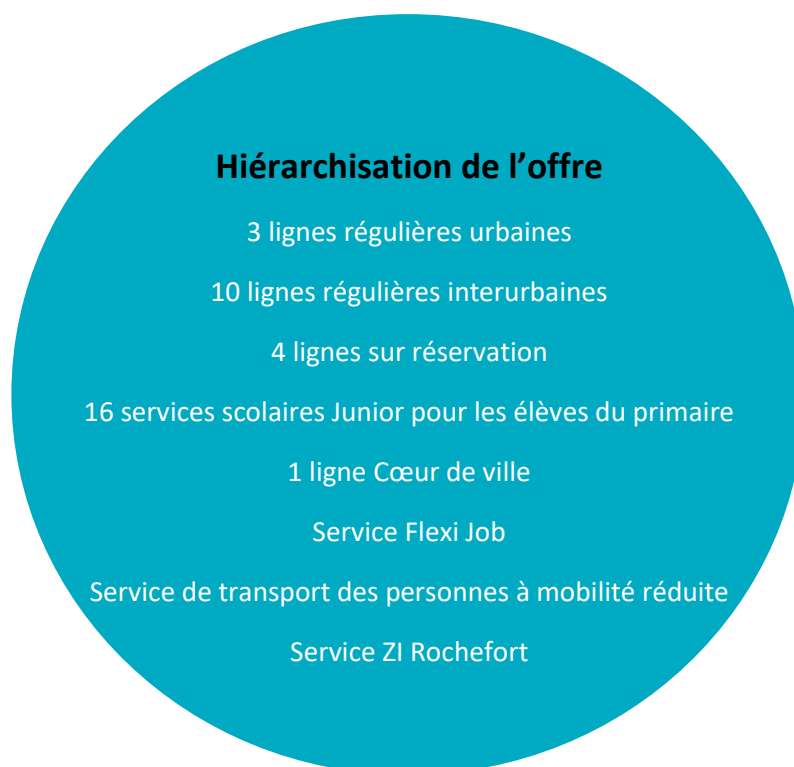 Hiérarchisation de l’offre
3 lignes régulières urbaines
10 lignes régulières interurbaines
4 lignes sur réservation
16 services scolaires Junior pour les élèves du primaire
1 ligne Cœur de ville
Service Flexi Job
Service de transport des personnes à mobilité réduite
Service ZI Rochefort